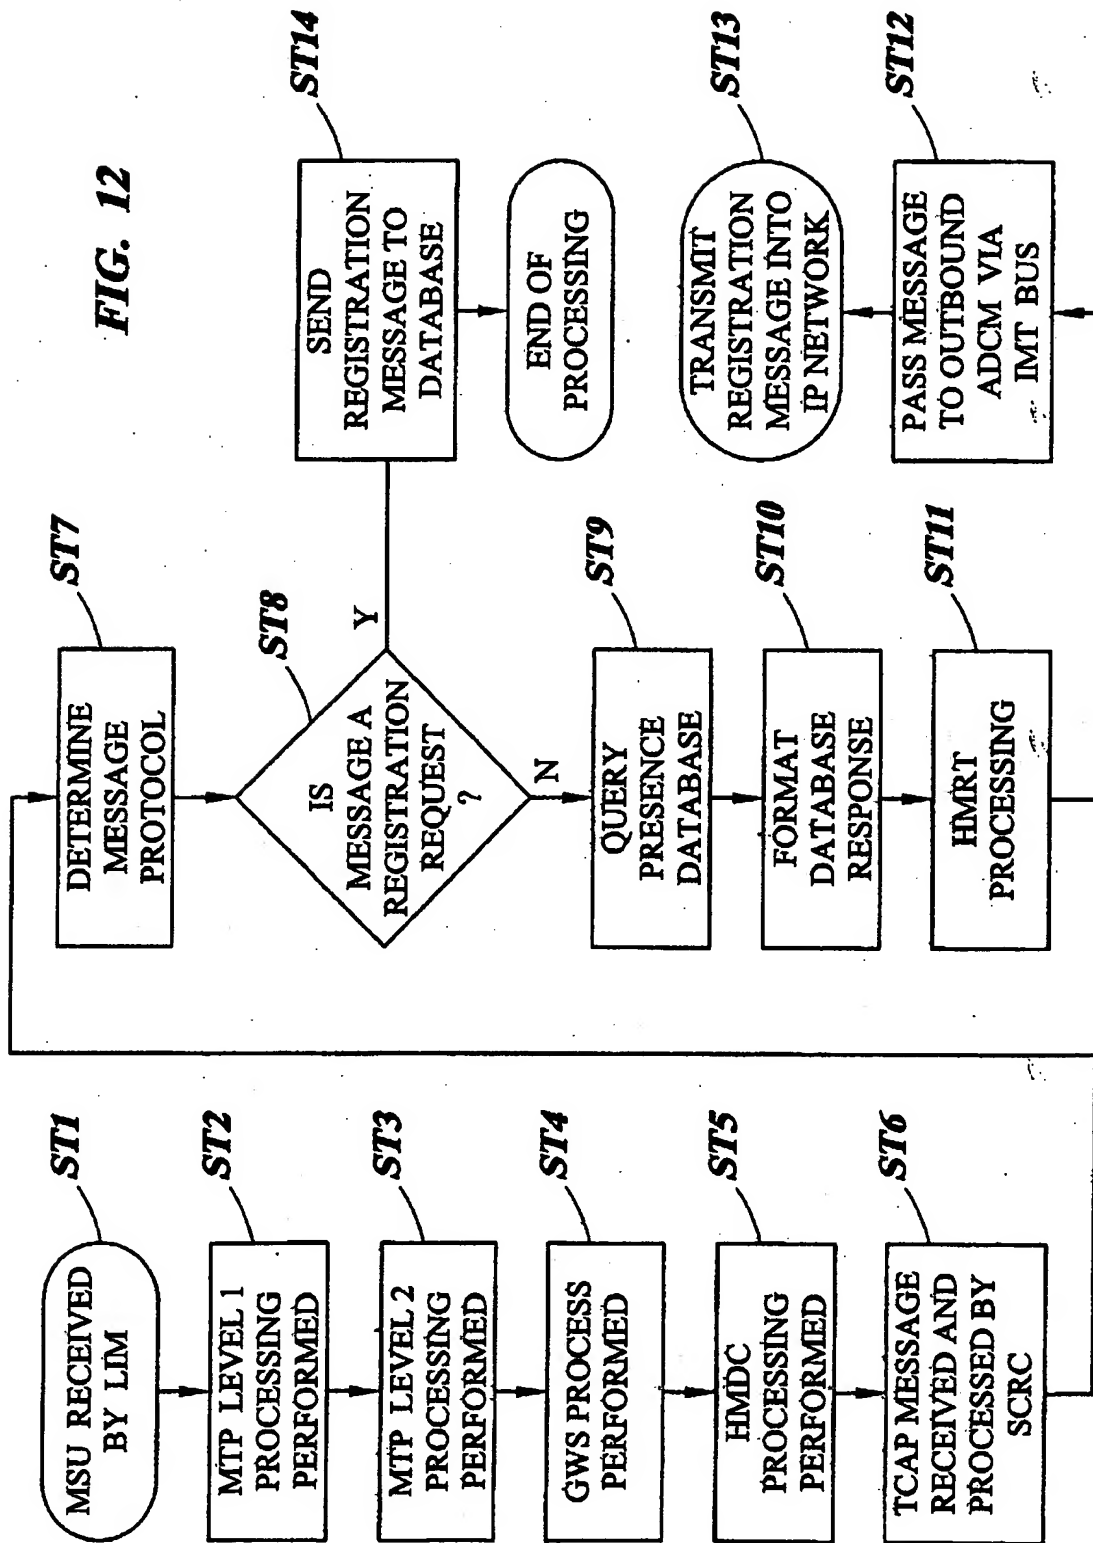 FIG. 12
ST1
MSU RECEIVED
BY LIM
ST2
MTP LEVEL 1
PROCESSING
PERFORMED
ST3
MTP LEVEL 2
PROCESSING
PERFORMED
ST4
GWS PROCESS
PERFORMED
ST5
HMDC
PROCESSING
PERFORMED
ST6
TCAP MESSAGE
RECEIVED AND
PROCESSED BY
SCRC
ST7
DETERMINE
MESSAGE
PROTOCOL
ST8
IS
MESSAGE A
REGISTRATION
REQUEST
?
Y
N
ST9
QUERY
PRESENCE
DATABASE
ST10
FORMAT
DATABASE
RESPONSE
ST11
HMRT
PROCESSING
ST14
SEND
REGISTRATION
MESSAGE TO
DATABASE
END OF
PROCESSING
ST13
TRANSMIT
REGISTRATION
MESSAGE INTO
IP NETWORK
ST12
PASS MESSAGE
TO OUTBOUND
ADCM VIA
IMT BUS